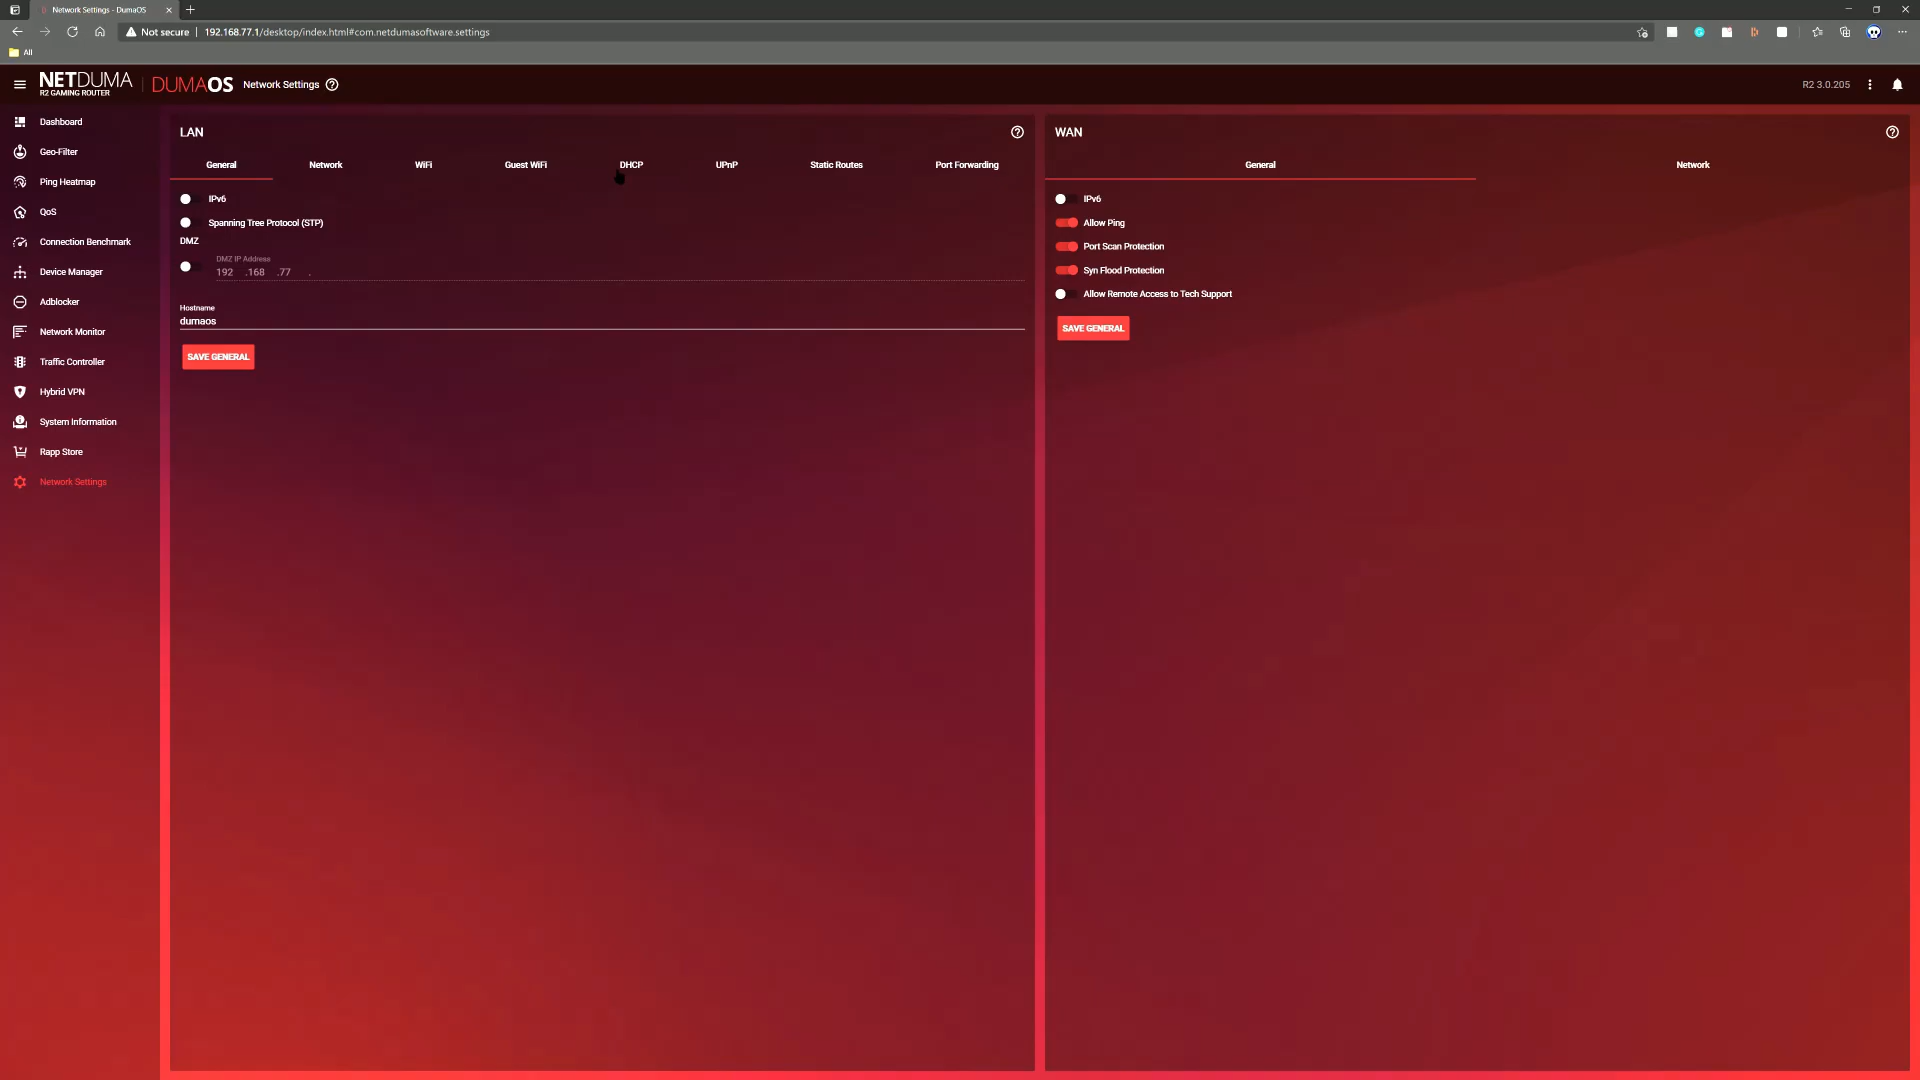 Network Settings - DumaOS
Not secure
192.168.77.1/desktop/index.html#com.netdumasoftware.settings
All
NETDUMA
R2 GAMING ROUTER
DUMAOS
Network Settings
R2 3.0.205
Dashboard
Geo-Filter
Ping Heatmap
QoS
Connection Benchmark
Device Manager
Adblocker
Network Monitor
Traffic Controller
Hybrid VPN
System Information
Rapp Store
Network Settings
LAN
General Network WiFi Guest WiFi DHCP UPnP Static Routes Port Forwarding
IPv6
Spanning Tree Protocol (STP)
DMZ
DMZ IP Address
192 .168 .77 .
Hostname
dumaos
SAVE GENERAL
WAN
General Network
IPv6
Allow Ping
Port Scan Protection
Syn Flood Protection
Allow Remote Access to Tech Support
SAVE GENERAL